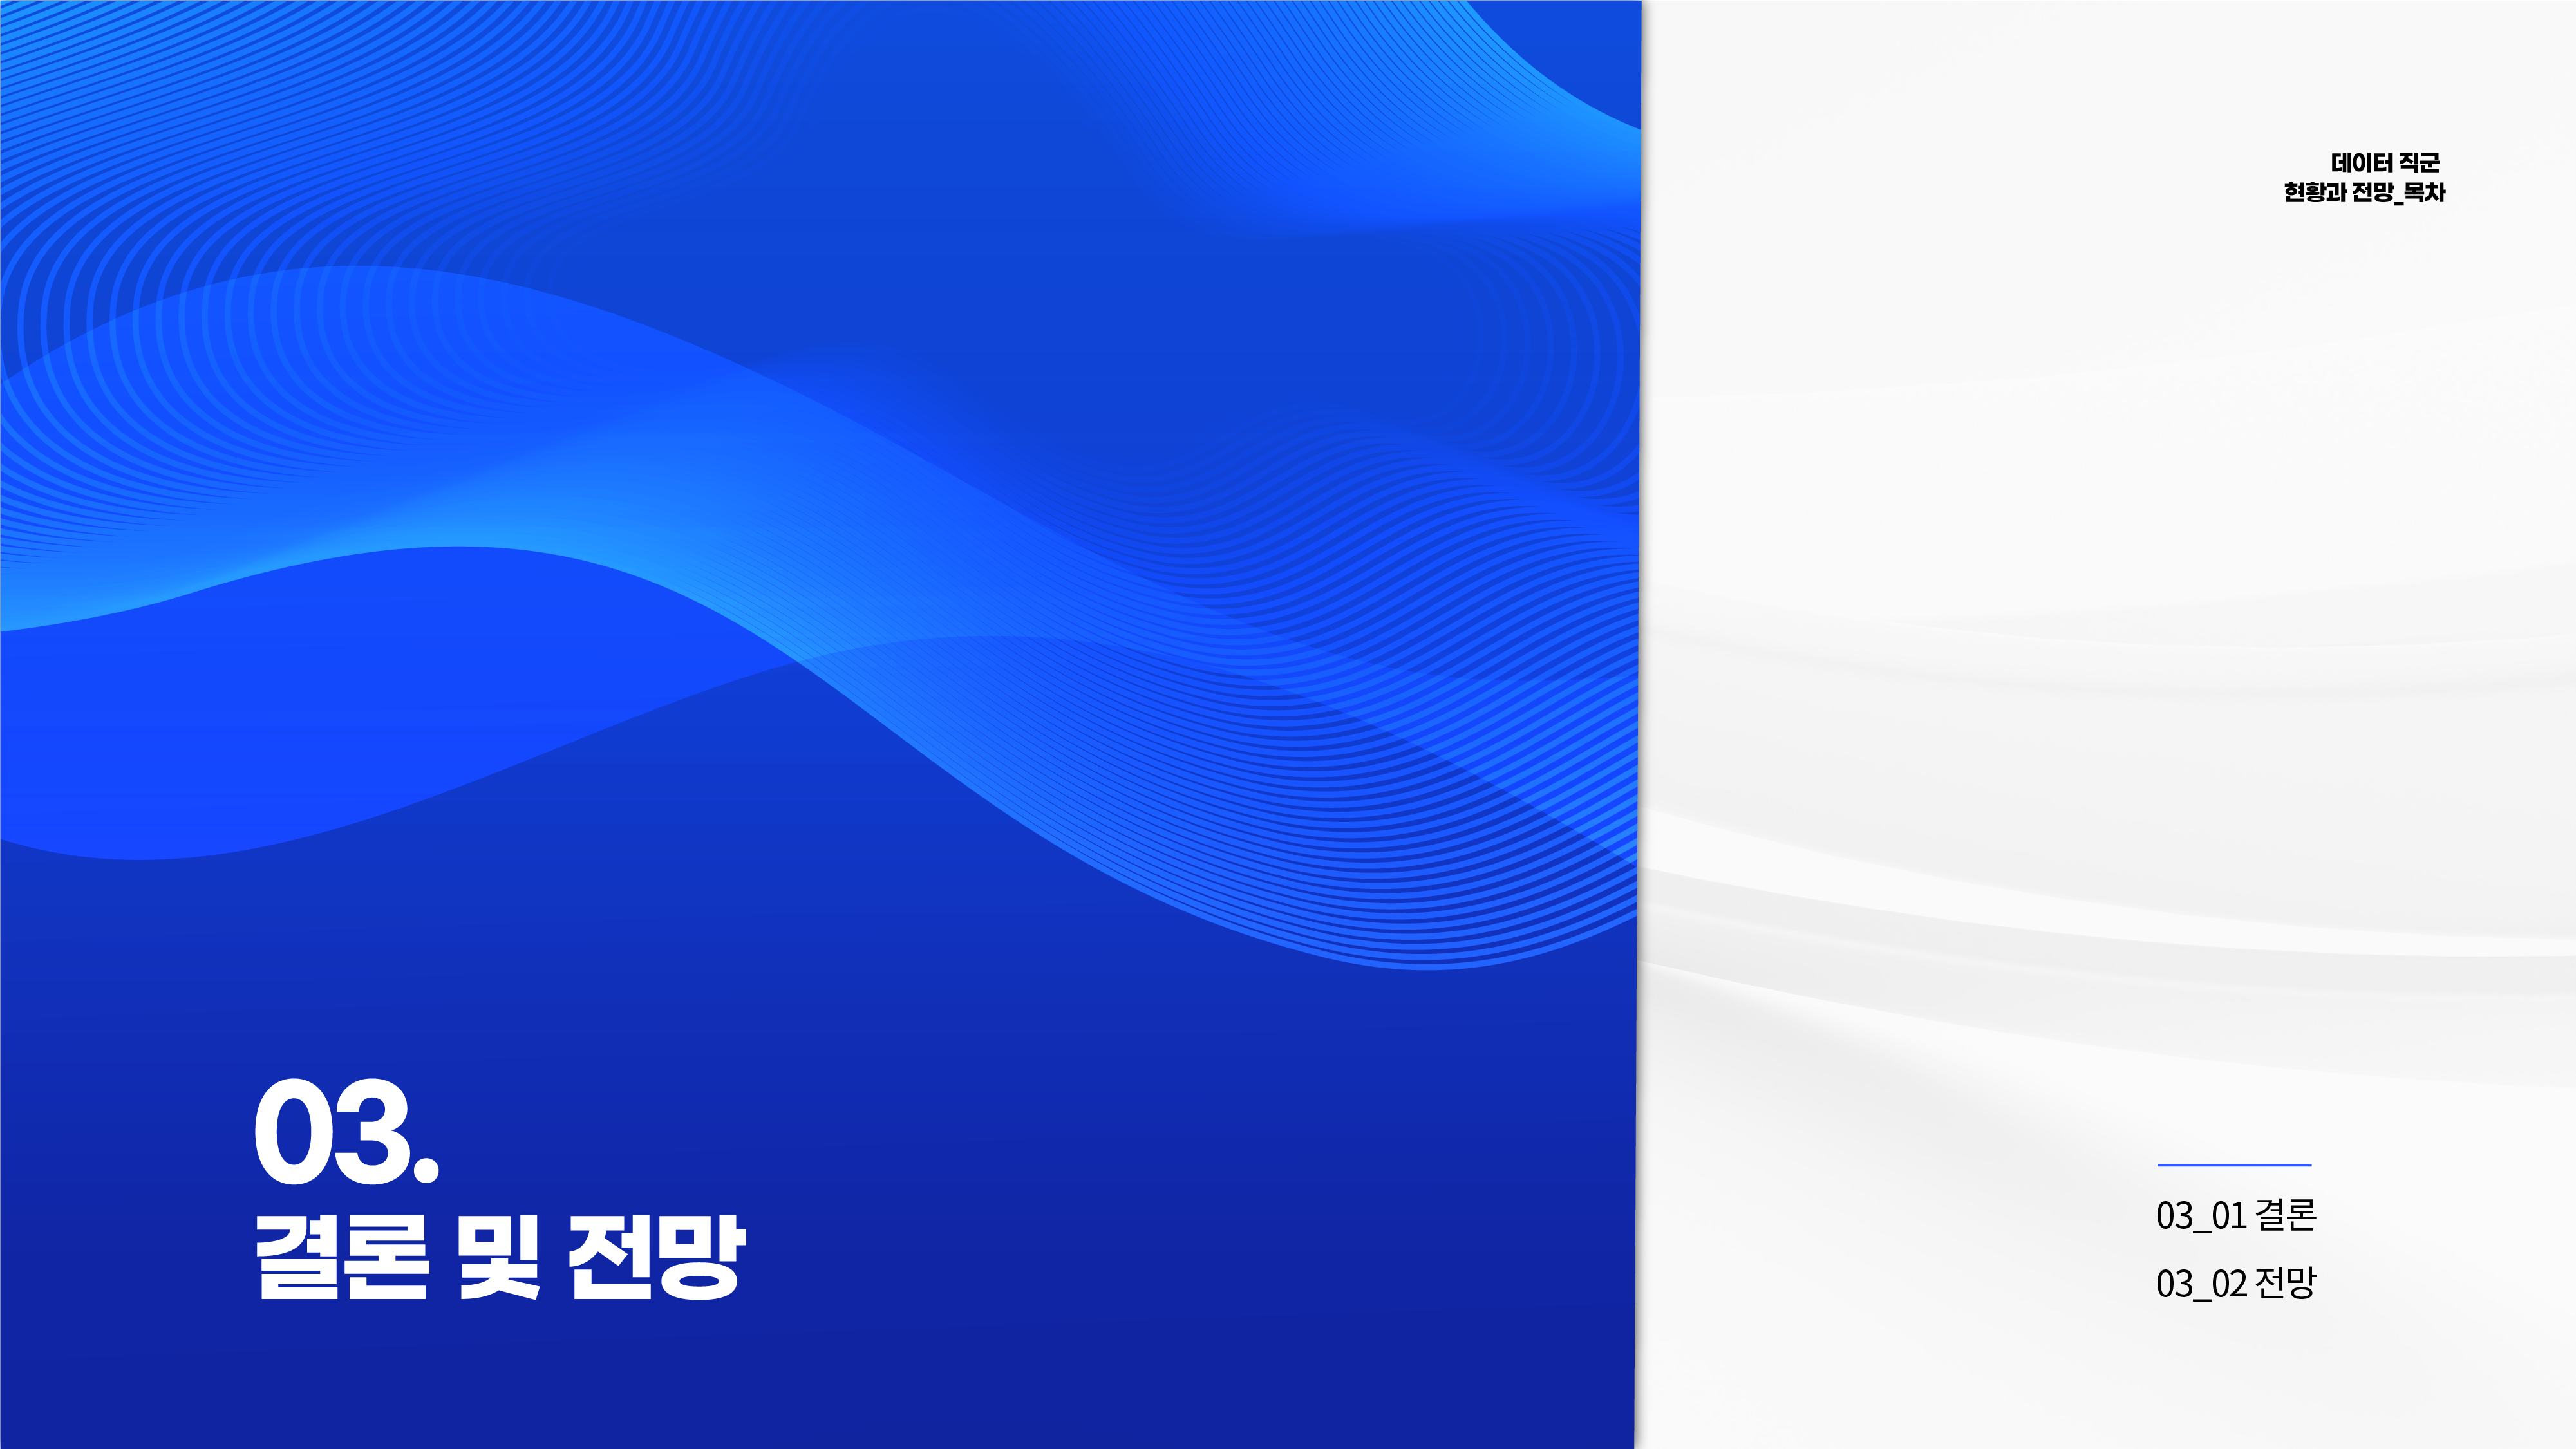 데이터 직군
현황과 전망_목차
03.
결론 및 전망
03_01 결론
03_02 전망